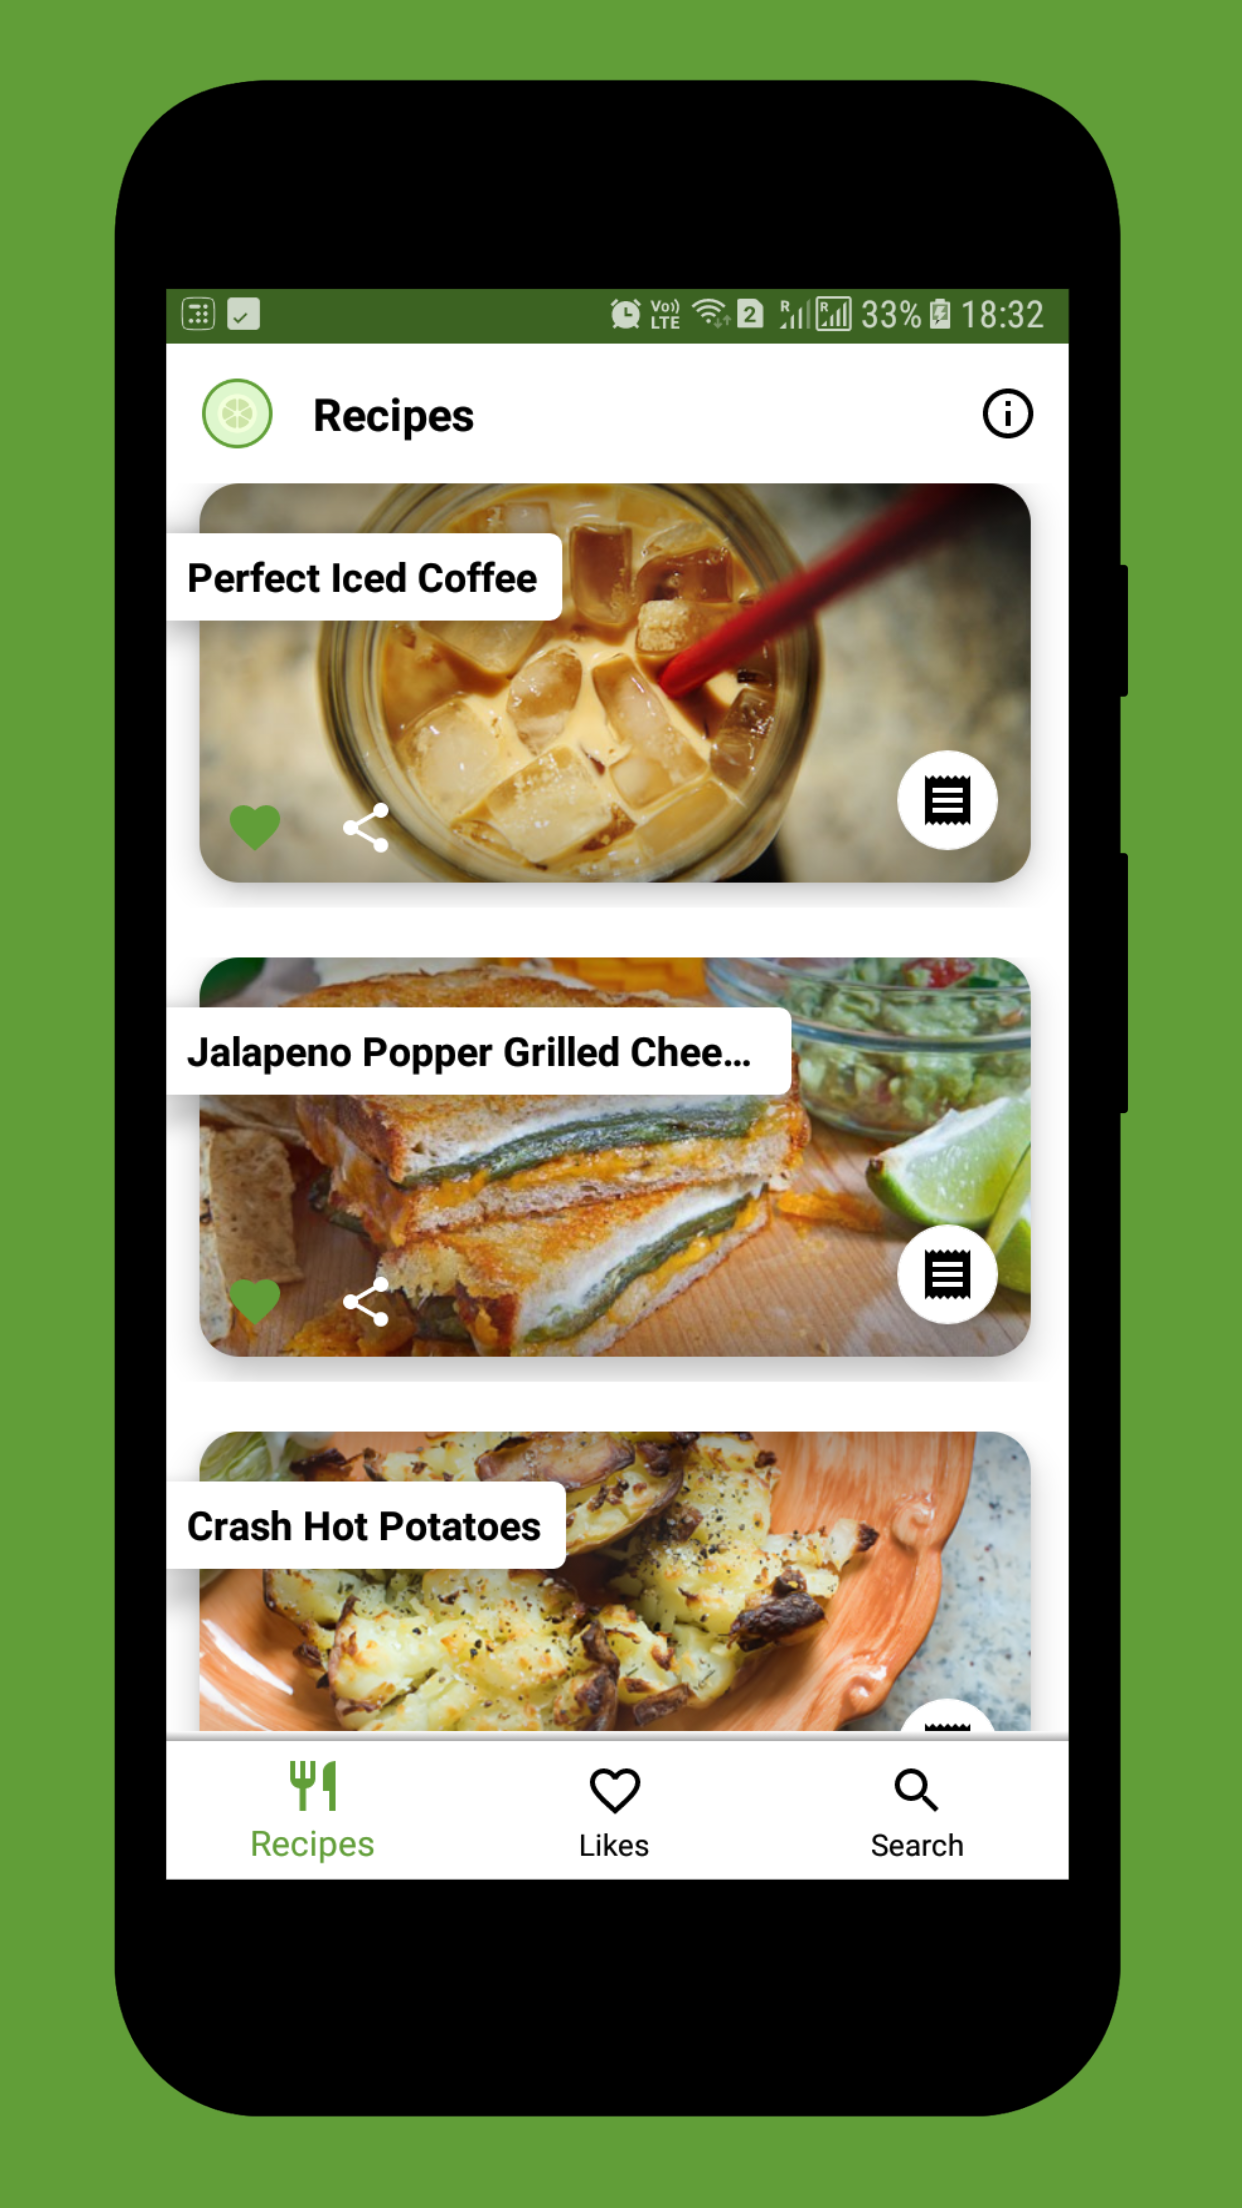 Vo)) LTE 2 R R 33% 18:32
Recipes
Perfect Iced Coffee
Jalapeno Popper Grilled Chee...
Crash Hot Potatoes
Recipes Likes Search